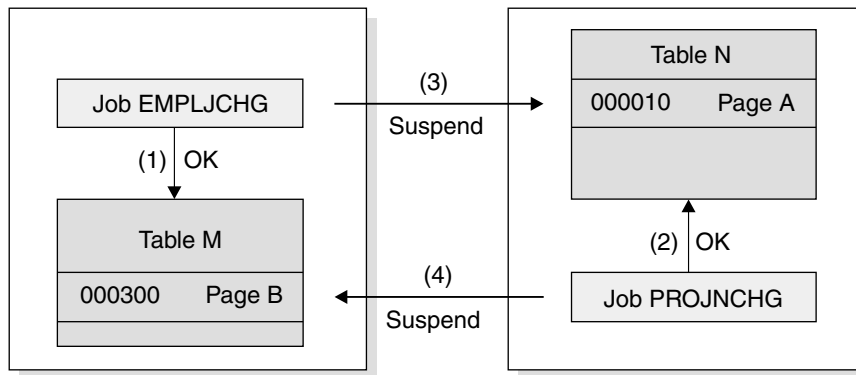 Job EMPLJCHG
(1) OK
Table M
000300 Page B
(3)
Suspend
(4)
Suspend
Table N
000010 Page A
(2) OK
Job PROJNCHG